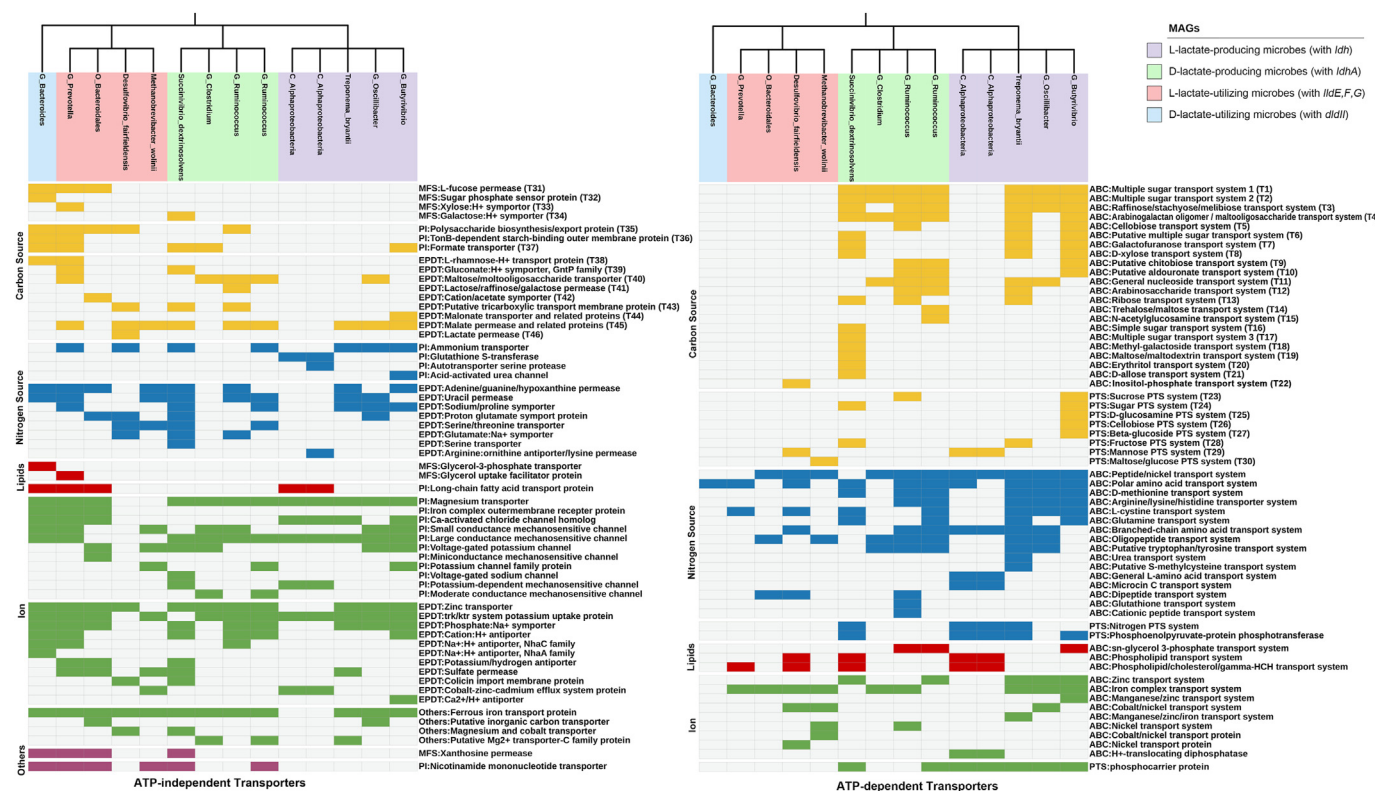 G_Bacteroides
G_Prevotella
O_Bacteroidales
Desulfovibrio_fairfieldensis
Methanobrevibacter_wolinii
Succinivibrio_dextrinosolvens
G_Clostridium
G_Ruminococcus
G_Ruminococcus
C_Alphaproteobacteria
C_Alphaproteobacteria
Treponema_bryantii
G_Oscillibacter
G_Butyrivibrio
Carbon Source
MFS:L-fucose permease (T31)
MFS:Sugar phosphate sensor protein (T32)
MFS:Xylose:H+ symportor (T33)
MFS:Galactose:H+ symporter (T34)
PI:Polysaccharide biosynthesis/export protein (T35)
PI:TonB-dependent starch-binding outer membrane protein (T36)
PI:Formate transporter (T37)
EPDT:L-rhamnose-H+ transport protein (T38)
EPDT:Gluconate:H+ symporter, GntP family (T39)
EPDT:Maltose/moltooligosaccharide transporter (T40)
EPDT:Lactose/raffinose/galactose permease (T41)
EPDT:Cation/acetate symporter (T42)
EPDT:Putative tricarboxylic transport membrane protein (T43)
EPDT:Malonate transporter and related proteins (T44)
EPDT:Malate permease and related proteins (T45)
EPDT:Lactate permease (T46)
Nitrogen Source
PI:Ammonium transporter
PI:Glutathione S-transferase
PI:Autotransporter serine protease
PI:Acid-activated urea channel
EPDT:Adenine/guanine/hypoxanthine permease
EPDT:Uracil permease
EPDT:Sodium/proline symporter
EPDT:Proton glutamate symport protein
EPDT:Serine/threonine transporter
EPDT:Glutamate:Na+ symporter
EPDT:Serine transporter
EPDT:Arginine:ornithine antiporter/lysine permease
Lipids
MFS:Glycerol-3-phosphate transporter
MFS:Glycerol uptake facilitator protein
PI:Long-chain fatty acid transport protein
Ion
PI:Magnesium transporter
PI:Iron complex outermembrane recepter protein
PI:Ca-activated chloride channel homolog
PI:Small conductance mechanosensitive channel
PI:Large conductance mechanosensitive channel
PI:Voltage-gated potassium channel
PI:Miniconductance mechanosensitive channel
PI:Potassium channel family protein
PI:Voltage-gated sodium channel
PI:Potassium-dependent mechanosensitive channel
PI:Moderate conductance mechanosensitive channel
EPDT:Zinc transporter
EPDT:trk/ktr system potassium uptake protein
EPDT:Phosphate:Na+ symporter
EPDT:Cation:H+ antiporter
EPDT:Na+:H+ antiporter, NhaC family
EPDT:Na+:H+ antiporter, NhaA family
EPDT:Potassium/hydrogen antiporter
EPDT:Sulfate permease
EPDT:Colicin import membrane protein
EPDT:Cobalt-zinc-cadmium efflux system protein
EPDT:Ca2+/H+ antiporter
Others:Ferrous iron transport protein
Others:Putative inorganic carbon transporter
Others:Magnesium and cobalt transporter
Others:Putative Mg2+ transporter-C family protein
Others
MFS:Xanthosine permease
PI:Nicotinamide mononucleotide transporter
ATP-independent Transporters
G_Bacteroides
G_Prevotella
O_Bacteroidales
Desulfovibrio_fairfieldensis
Methanobrevibacter_wolinii
Succinivibrio_dextrinosolvens
G_Clostridium
G_Ruminococcus
G_Ruminococcus
C_Alphaproteobacteria
C_Alphaproteobacteria
Treponema_bryantii
G_Oscillibacter
G_Butyrivibrio
Carbon Source
ABC:Multiple sugar transport system 1 (T1)
ABC:Multiple sugar transport system 2 (T2)
ABC:Raffinose/stachyose/melibiose transport system (T3)
ABC:Arabinogalactan oligomer / maltooligosaccharide transport system (T4
ABC:Cellobiose transport system (T5)
ABC:Putative multiple sugar transport system (T6)
ABC:Galactofuranose transport system (T7)
ABC:D-xylose transport system (T8)
ABC:Putative chitobiose transport system (T9)
ABC:Putative aldouronate transport system (T10)
ABC:General nucleoside transport system (T11)
ABC:Arabinosaccharide transport system (T12)
ABC:Ribose transport system (T13)
ABC:Trehalose/maltose transport system (T14)
ABC:N-acetylglucosamine transport system (T15)
ABC:Simple sugar transport system (T16)
ABC:Multiple sugar transport system 3 (T17)
ABC:Methyl-galactoside transport system (T18)
ABC:Maltose/maltodextrin transport system (T19)
ABC:Erythritol transport system (T20)
ABC:D-allose transport system (T21)
ABC:Inositol-phosphate transport system (T22)
PTS:Sucrose PTS system (T23)
PTS:Sugar PTS system (T24)
PTS:D-glucosamine PTS system (T25)
PTS:Cellobiose PTS system (T26)
PTS:Beta-glucoside PTS system (T27)
PTS:Fructose PTS system (T28)
PTS:Mannose PTS system (T29)
PTS:Maltose/glucose PTS system (T30)
Nitrogen Source
ABC:Peptide/nickel transport system
ABC:Polar amino acid transport system
ABC:D-methionine transport system
ABC:Arginine/lysine/histidine transporter system
ABC:L-cystine transport system
ABC:Glutamine transport system
ABC:Branched-chain amino acid transport system
ABC:Oligopeptide transport system
ABC:Putative tryptophan/tyrosine transport system
ABC:Urea transport system
ABC:Putative S-methylcysteine transport system
ABC:General L-amino acid transport system
ABC:Microcin C transport system
ABC:Dipeptide transport system
ABC:Glutathione transport system
ABC:Cationic peptide transport system
PTS:Nitrogen PTS system
PTS:Phosphoenolpyruvate-protein phosphotransferase
Lipids
ABC:sn-glycerol 3-phosphate transport system
ABC:Phospholipid transport system
ABC:Phospholipid/cholesterol/gamma-HCH transport system
Ion
ABC:Zinc transport system
ABC:Iron complex transport system
ABC:Manganese/zinc transport system
ABC:Cobalt/nickel transport system
ABC:Manganese/zinc/iron transport system
ABC:Nickel transport system
ABC:Cobalt/nickel transport protein
ABC:Nickel transport protein
ABC:H+-translocating diphosphatase
PTS:phosphocarrier protein
ATP-dependent Transporters
MAGs
L-lactate-producing microbes (with ldh)
D-lactate-producing microbes (with ldhA)
L-lactate-utilizing microbes (with lldE,F,G)
D-lactate-utilizing microbes (with dldII)